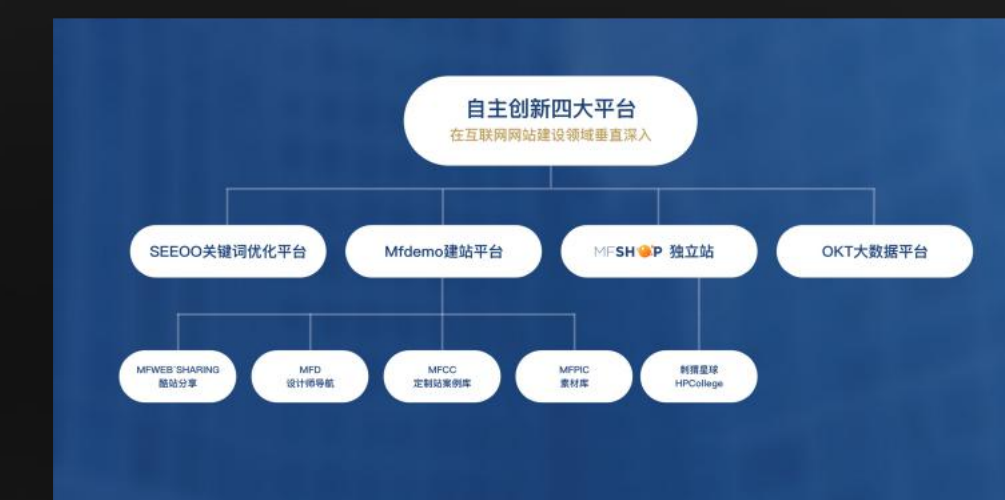 自主创新四大平台
在互联网网站建设领域垂直深入
SEEOO关键词优化平台
Mfdemo建站平台
MFSHOP 独立站
OKT大数据平台
MFWEB SHARING
酷站分享
MFD
设计师导航
MFCC
定制站案例库
MFPIC
素材库
刺猬星球
HPCollege